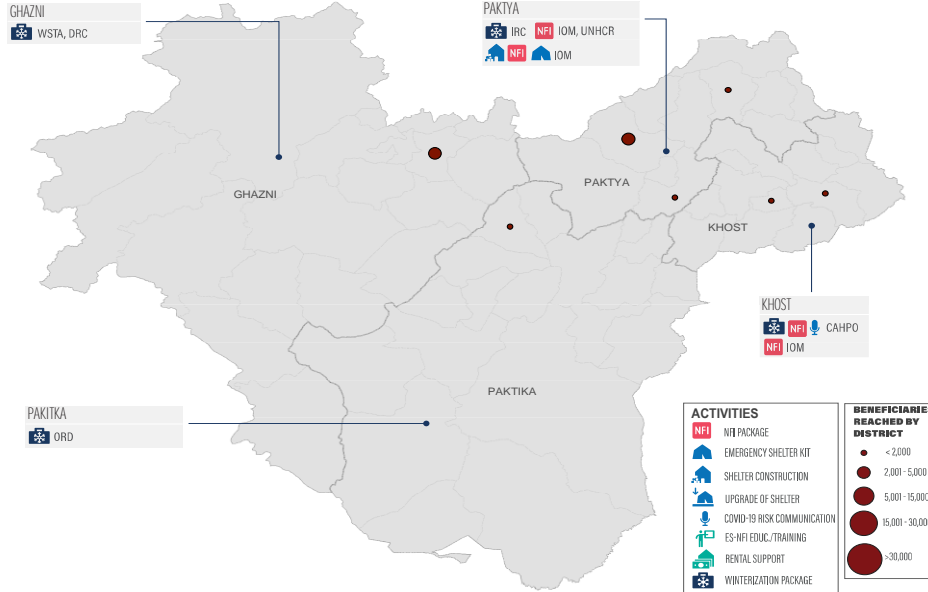 GHAZNI
WSTA, DRC
PAKTYA
IRC NFI IOM, UNHCR
NFI IOM
GHAZNI
PAKTYA
KHOST
KHOST
NFI CAHPO
NFI IOM
PAKTIKA
PAKITKA
ORD
ACTIVITIES
NFI NFI PACKAGE
EMERGENCY SHELTER KIT
SHELTER CONSTRUCTION
UPGRADE OF SHELTER
COVID-19 RISK COMMUNICATION
ES-NFI EDUC./TRAINING
RENTAL SUPPORT
WINTERIZATION PACKAGE
BENEFICIARIE
REACHED BY
DISTRICT
< 2,000
2,001 - 5,000
5,001 - 15,000
15,001 - 30,000
>30,000